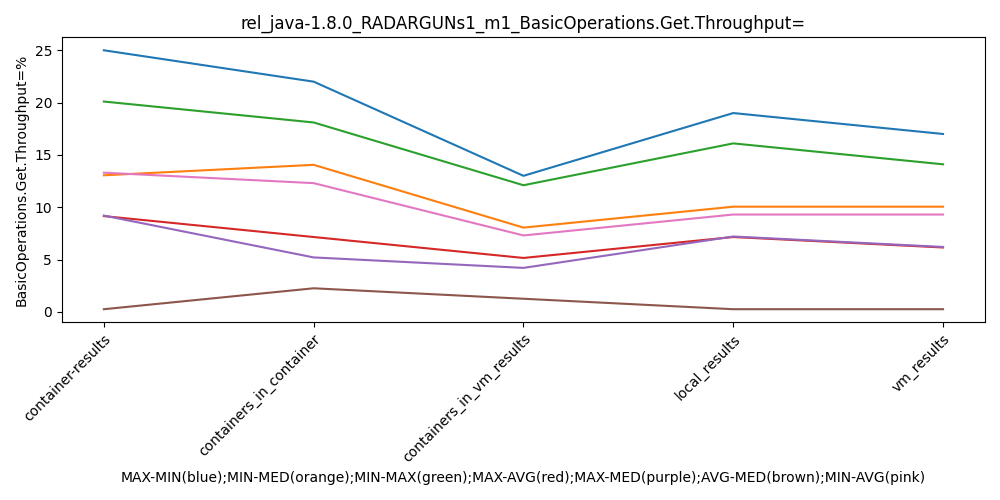 rel_java-1.8.0_RADARGUNs1_m1_BasicOperations.Get.Throughput=
BasicOperations.Get.Throughput=%
25
20
15
10
5
0
container-results
containers_in_container
containers_in_vm_results
local_results
vm_results
MAX-MIN(blue);MIN-MED(orange);MIN-MAX(green);MAX-AVG(red);MAX-MED(purple);AVG-MED(brown);MIN-AVG(pink)